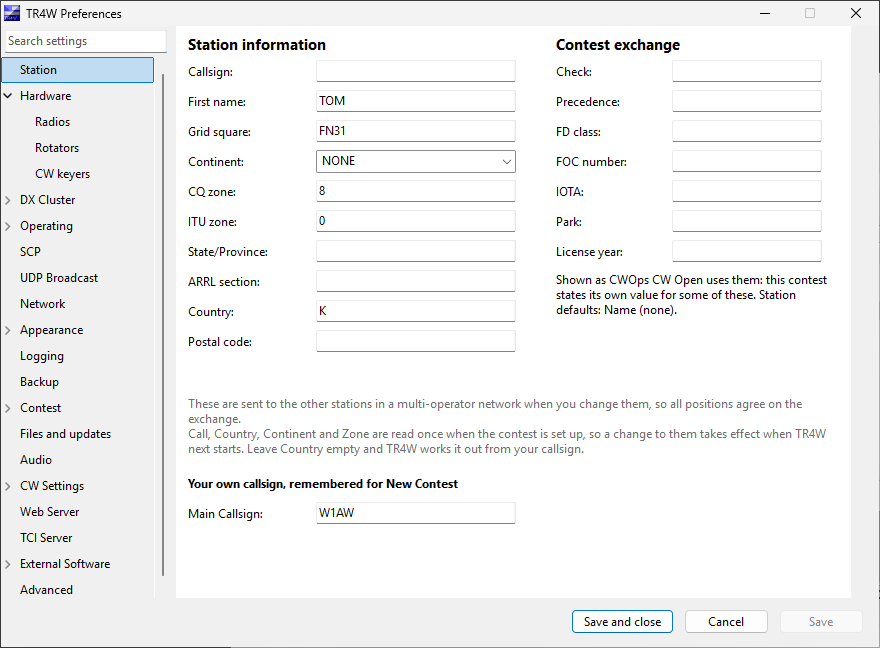 TR4W Preferences
Search settings
Station
Hardware
Radios
Rotators
CW keyers
DX Cluster
Operating
SCP
UDP Broadcast
Network
Appearance
Logging
Backup
Contest
Files and updates
Audio
CW Settings
Web Server
TCI Server
External Software
Advanced
Station information
Callsign:
First name: TOM
Grid square: FN31
Continent: NONE
CQ zone: 8
ITU zone: 0
State/Province:
ARRL section:
Country: K
Postal code:
Contest exchange
Check:
Precedence:
FD class:
FOC number:
IOTA:
Park:
License year:
Shown as CWOps CW Open uses them: this contest
states its own value for some of these. Station
defaults: Name (none).
These are sent to the other stations in a multi-operator network when you change them, so all positions agree on the
exchange.
Call, Country, Continent and Zone are read once when the contest is set up, so a change to them takes effect when TR4W
next starts. Leave Country empty and TR4W works it out from your callsign.
Your own callsign, remembered for New Contest
Main Callsign: W1AW
Save and close
Cancel
Save